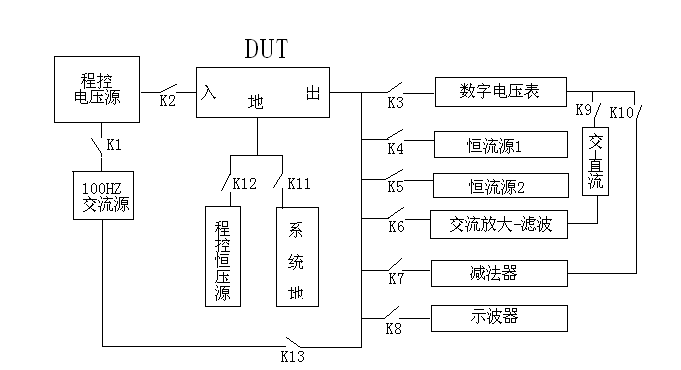 DUT
程控
电压源
K2
入
地
出
K3
数字电压表
K9
K10
K1
K4
恒流源1
交
直
流
100HZ
交流源
K12
K11
K5
恒流源2
程
控
恒
压
源
系
统
地
K6
交流放大-滤波
K7
减法器
K8
示波器
K13